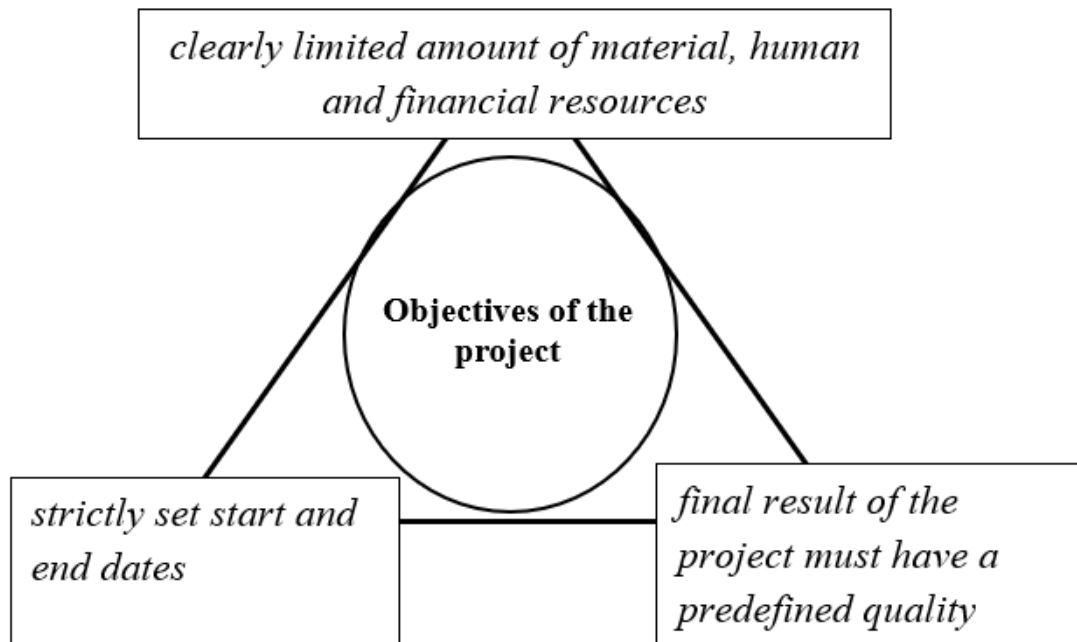 clearly limited amount of material, human
and financial resources
Objectives of the
project
strictly set start and
end dates
final result of the
project must have a
predefined quality